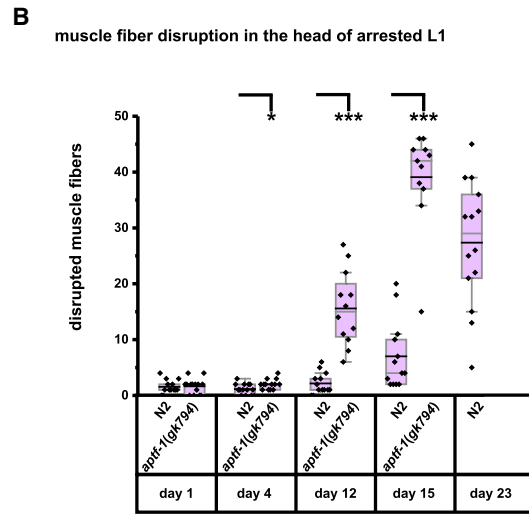 B
muscle fiber disruption in the head of arrested L1
* *** ***
50
40
30
20
10
0
disrupted muscle fibers
N2 aptf-1(gk794) N2 aptf-1(gk794) N2 aptf-1(gk794) N2 aptf-1(gk794) N2
day 1 day 4 day 12 day 15 day 23